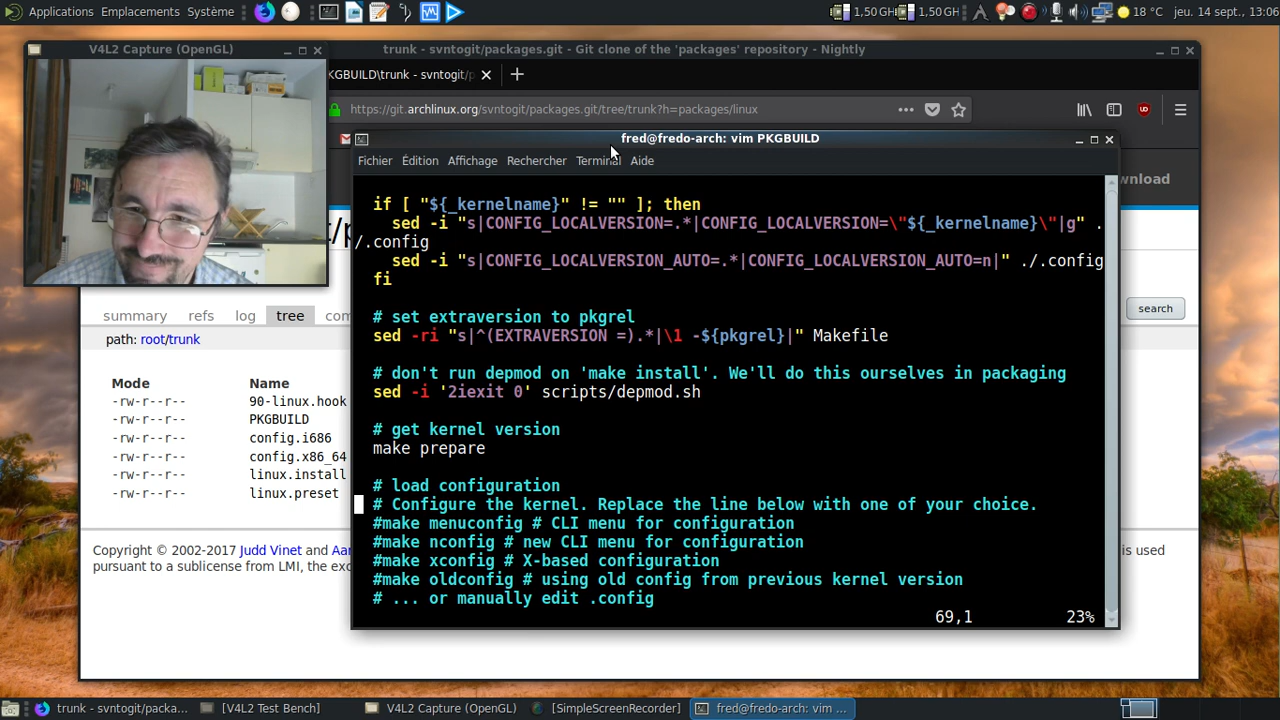 Applications Emplacements Système
1,50 GH
1,50 GH
18 °C
jeu. 14 sept., 13:06
V4L2 Capture (OpenGL)
trunk - svntogit/packages.git - Git clone of the 'packages' repository - Nightly
KGBUILD\trunk - svntogit/p
https://git.archlinux.org/svntogit/packages.git/tree/trunk?h=packages/linux
fred@fredo-arch: vim PKGBUILD
Fichier Édition Affichage Rechercher Terminal Aide
wnload
if [ "${_kernelname}" != "" ]; then
sed -i "s|CONFIG_LOCALVERSION=.*|CONFIG_LOCALVERSION=\"${_kernelname}\"|g" .
/.config
sed -i "s|CONFIG_LOCALVERSION_AUTO=.*|CONFIG_LOCALVERSION_AUTO=n|" ./.config
fi
# set extraversion to pkgrel
sed -ri "s|^(EXTRAVERSION =).*|\1 -${pkgrel}|" Makefile
# don't run depmod on 'make install'. We'll do this ourselves in packaging
sed -i '2iexit 0' scripts/depmod.sh
# get kernel version
make prepare
# load configuration
# Configure the kernel. Replace the line below with one of your choice.
#make menuconfig # CLI menu for configuration
#make nconfig # new CLI menu for configuration
#make xconfig # X-based configuration
#make oldconfig # using old config from previous kernel version
# ... or manually edit .config
69,1 23%
summary refs log tree com
search
path: root/trunk
Mode Name
-rw-r--r-- 90-linux.hook
-rw-r--r-- PKGBUILD
-rw-r--r-- config.i686
-rw-r--r-- config.x86_64
-rw-r--r-- linux.install
-rw-r--r-- linux.preset
Copyright © 2002-2017 Judd Vinet and Aa
is used
pursuant to a sublicense from LMI, the exc
trunk - svntogit/packa...
[V4L2 Test Bench]
V4L2 Capture (OpenGL)
[SimpleScreenRecorder]
fred@fredo-arch: vim ...